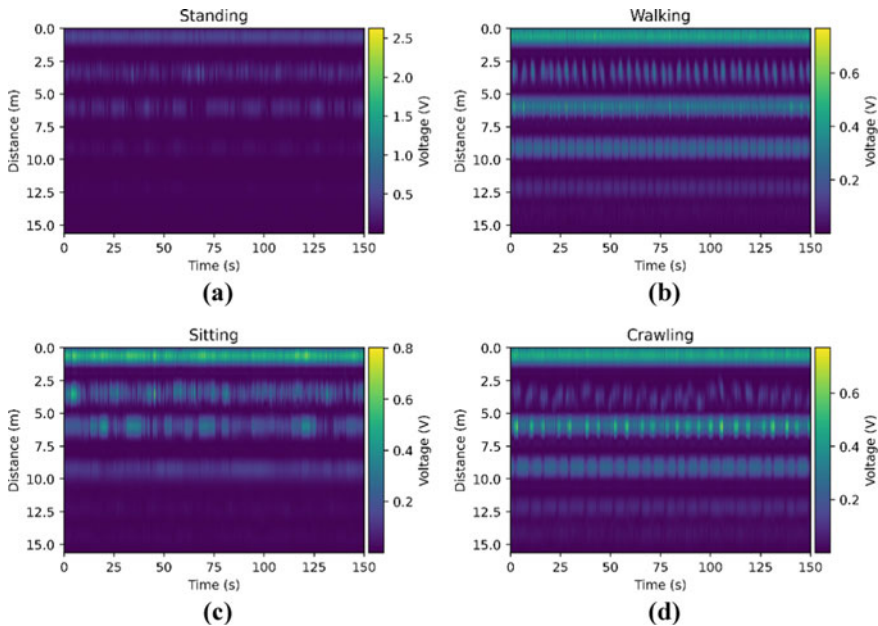 Standing
0.0
2.5
5.0
7.5
10.0
12.5
15.0
Distance (m)
0 25 50 75 100 125 150
Time (s)
2.5
2.0
1.5
1.0
0.5
Voltage (V)
(a)
Walking
0.0
2.5
5.0
7.5
10.0
12.5
15.0
Distance (m)
0 25 50 75 100 125 150
Time (s)
0.6
0.4
0.2
Voltage (V)
(b)
Sitting
0.0
2.5
5.0
7.5
10.0
12.5
15.0
Distance (m)
0 25 50 75 100 125 150
Time (s)
0.8
0.6
0.4
0.2
Voltage (V)
(c)
Crawling
0.0
2.5
5.0
7.5
10.0
12.5
15.0
Distance (m)
0 25 50 75 100 125 150
Time (s)
0.6
0.4
0.2
Voltage (V)
(d)